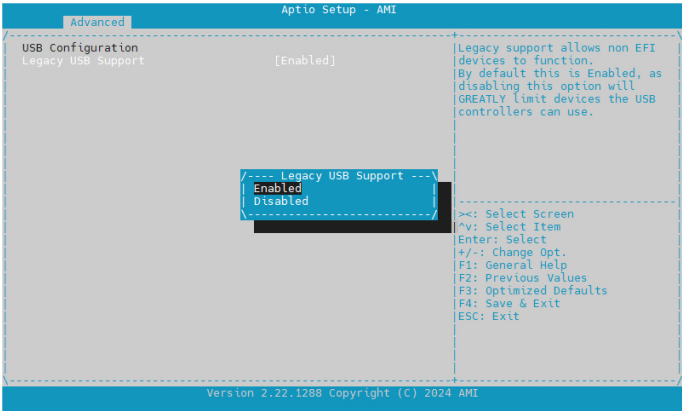 Aptio Setup - AMI
Advanced
USB Configuration
Legacy USB Support [Enabled]
Legacy support allows non EFI
devices to function.
By default this is Enabled, as
disabling this option will
GREATLY limit devices the USB
controllers can use.
/---- Legacy USB Support ---\
| Enabled |
| Disabled |
\---------------------------/
><: Select Screen
^v: Select Item
Enter: Select
+/-: Change Opt.
F1: General Help
F2: Previous Values
F3: Optimized Defaults
F4: Save & Exit
ESC: Exit
Version 2.22.1288 Copyright (C) 2024 AMI